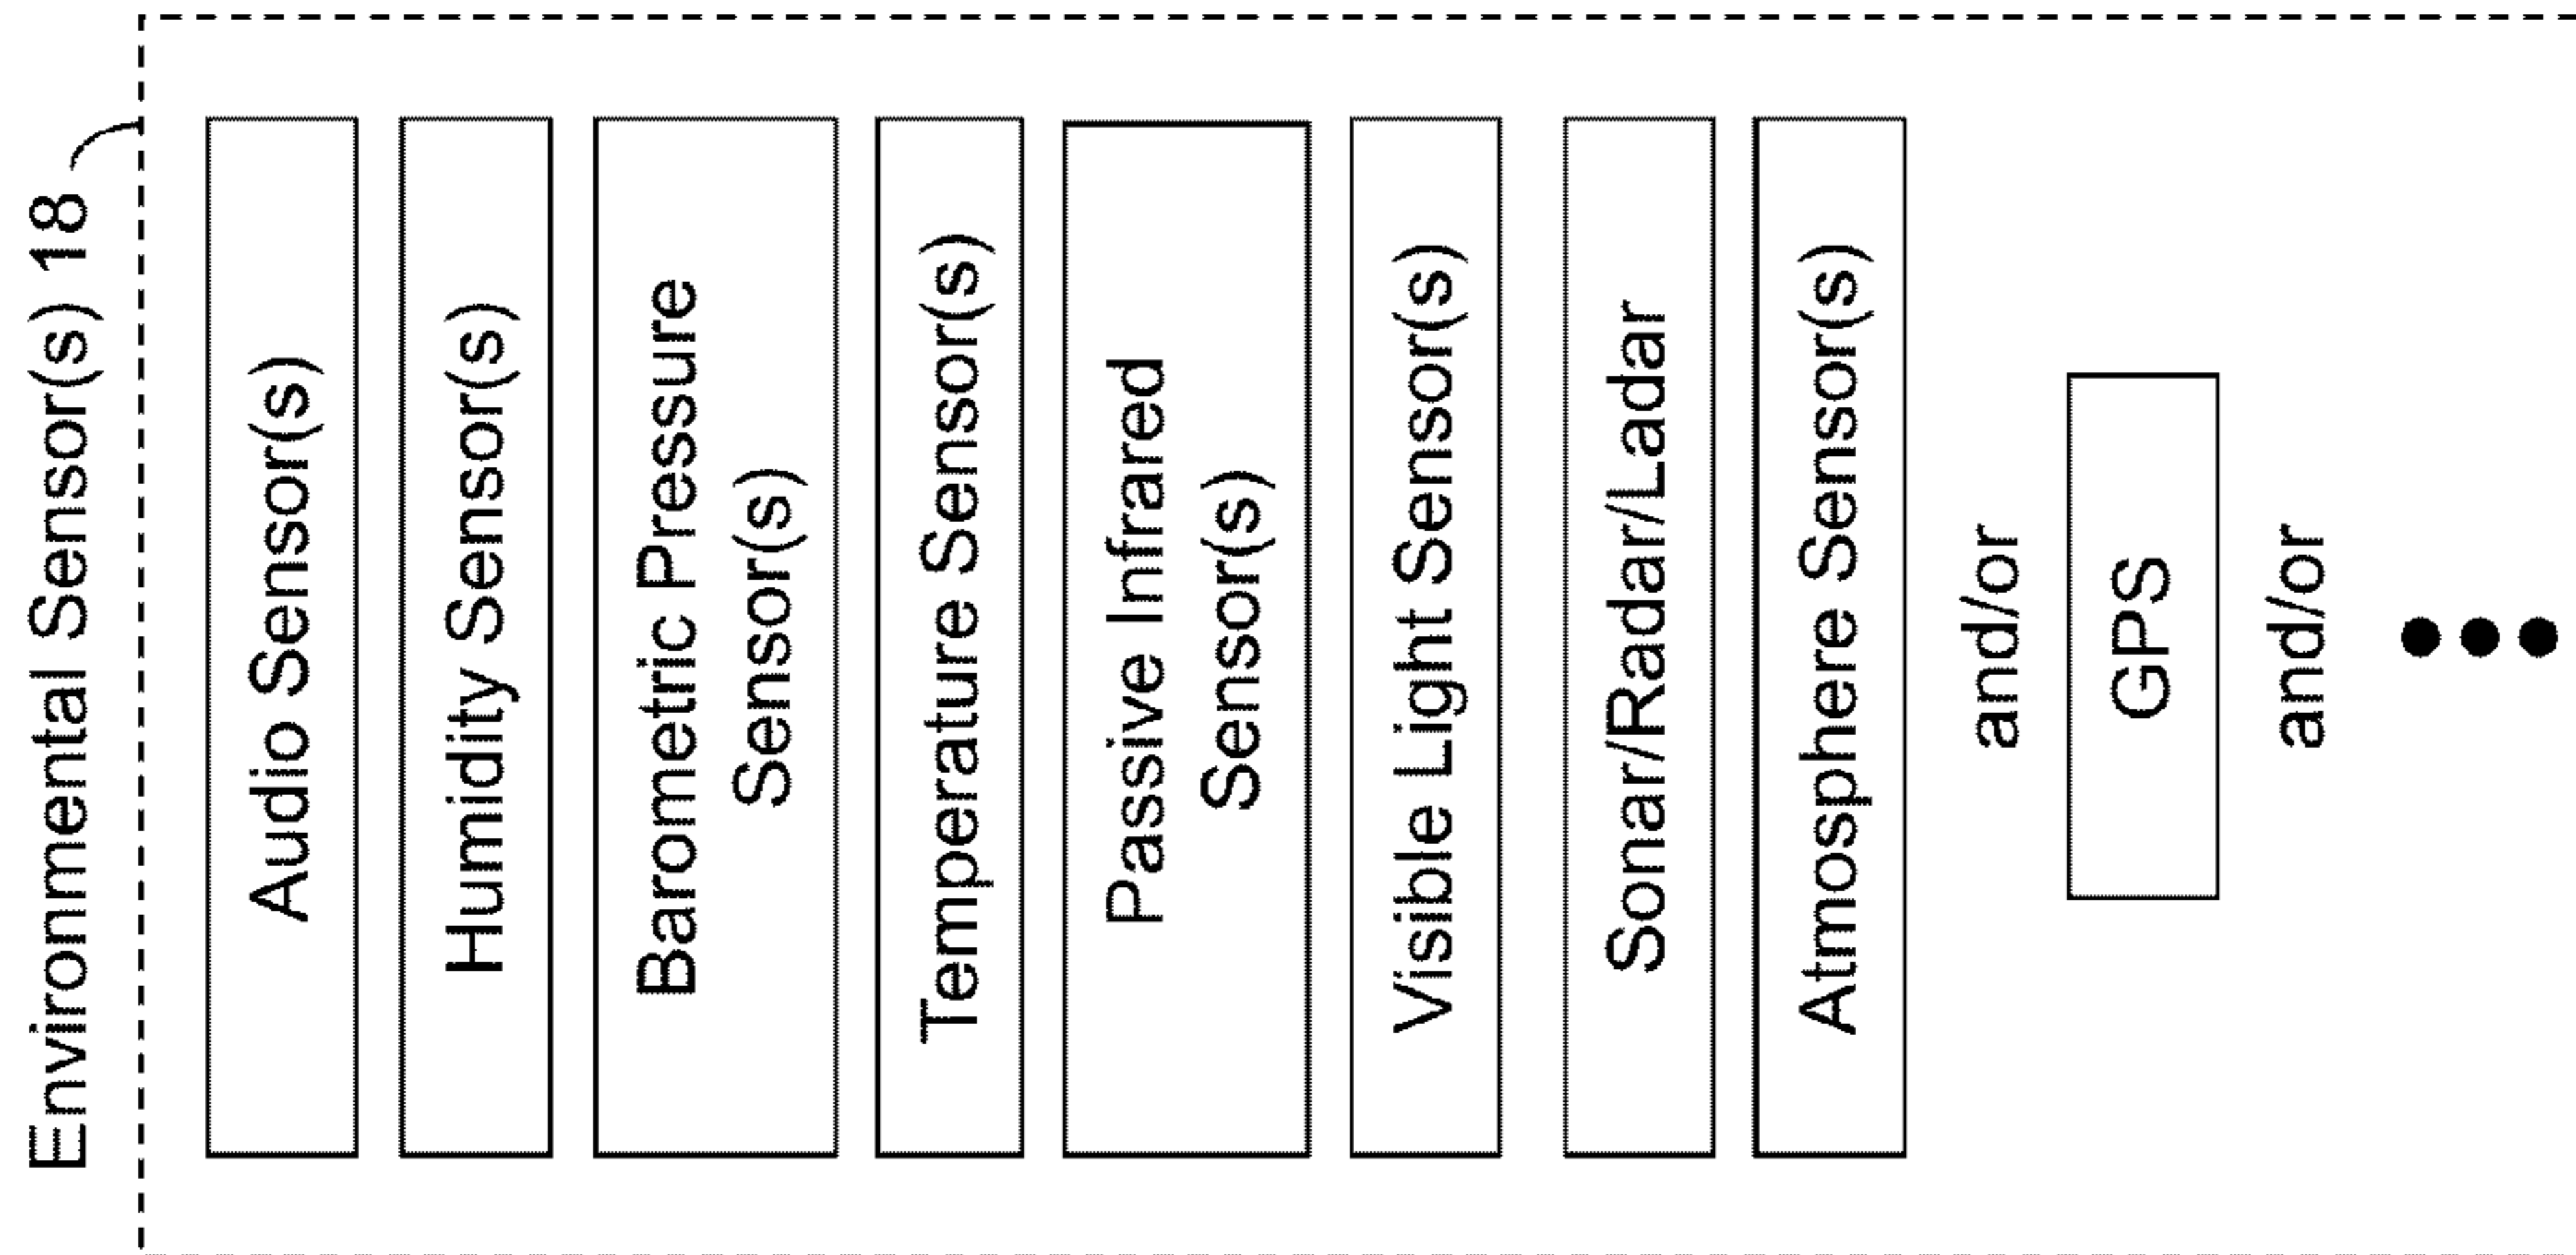 Environmental Sensor(s) 18
Audio Sensor(s)
Humidity Sensor(s)
Barometric Pressure
Sensor(s)
Temperature Sensor(s)
Passive Infrared
Sensor(s)
Visible Light Sensor(s)
Sonar/Radar/Ladar
Atmosphere Sensor(s)
and/or
GPS
and/or